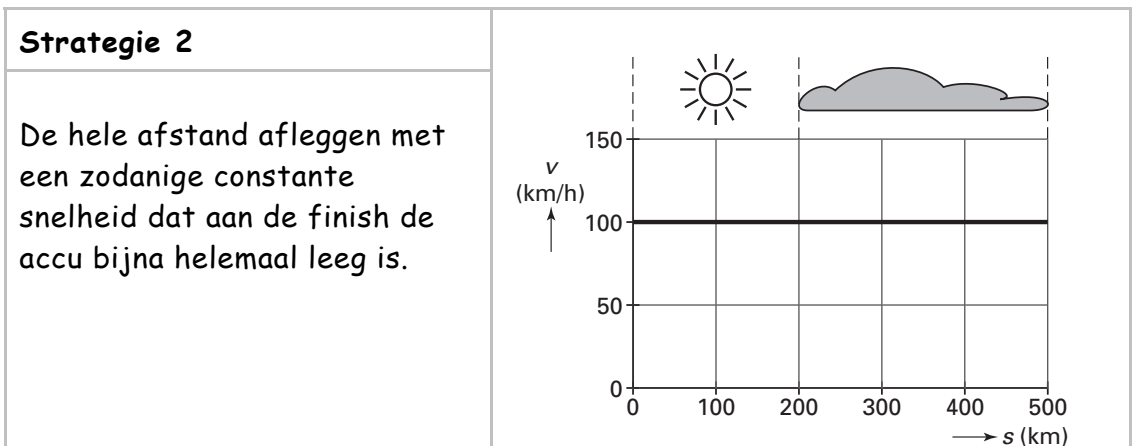 Strategie 2
De hele afstand afleggen met
een zodanige constante
snelheid dat aan de finish de
accu bijna helemaal leeg is.
v
(km/h)
150
100
50
0
0 100 200 300 400 500
s (km)